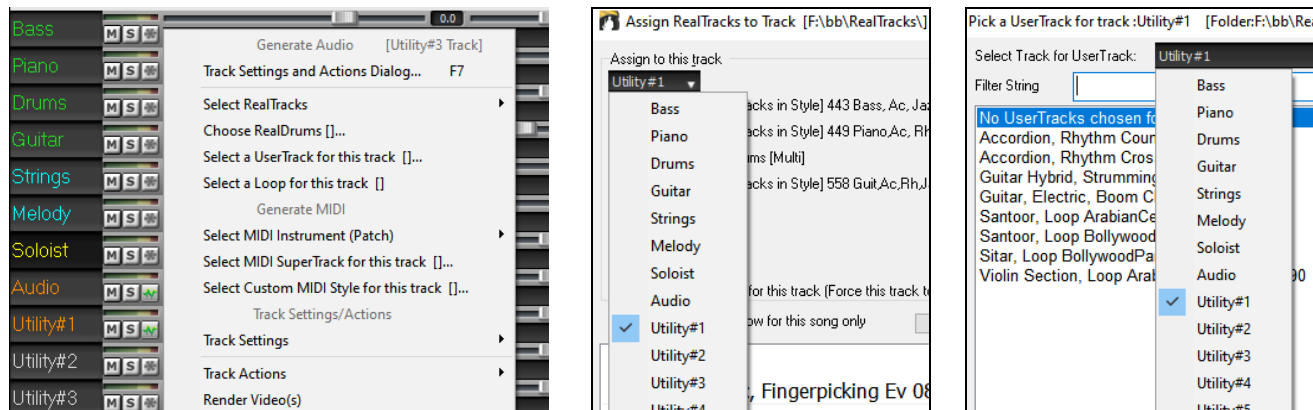 Bass
Piano
Drums
Guitar
Strings
Melody
Soloist
Audio
Utility#1
Utility#2
Utility#3
M S
M S
M S
M S
M S
M S
M S
M S
M S
M S
M S
0.0
Generate Audio [Utility#3 Track]
Track Settings and Actions Dialog... F7
Select RealTracks
Choose RealDrums []...
Select a UserTrack for this track []...
Select a Loop for this track []
Generate MIDI
Select MIDI Instrument (Patch)
Select MIDI SuperTrack for this track []...
Select Custom MIDI Style for this track []...
Track Settings/Actions
Track Settings
Track Actions
Render Video(s)
Assign RealTracks to Track [F:\bb\RealTracks\]
Assign to this track
Utility#1
Bass
Piano
Drums
Guitar
Strings
Melody
Soloist
Audio
Utility#1
Utility#2
Utility#3
Utility#4
acks in Style] 443 Bass, Ac, Jaz
acks in Style] 449 Piano,Ac, Rh
ms [Multi]
acks in Style] 558 Guit,Ac,Rh,J
for this track (Force this track to
ow for this song only
, Fingerpicking Ev 08
Pick a UserTrack for track :Utility#1 [Folder:F:\bb\Rea
Select Track for UserTrack: Utility#1
Filter String
No UserTracks chosen fo
Accordion, Rhythm Coun
Accordion, Rhythm Cros
Guitar Hybrid, Strumming
Guitar, Electric, Boom C
Santoor, Loop ArabianCe
Santoor, Loop Bollywood
Sitar, Loop BollywoodPa
Violin Section, Loop Arab
90
Bass
Piano
Drums
Guitar
Strings
Melody
Soloist
Audio
Utility#1
Utility#2
Utility#3
Utility#4
Utility#5